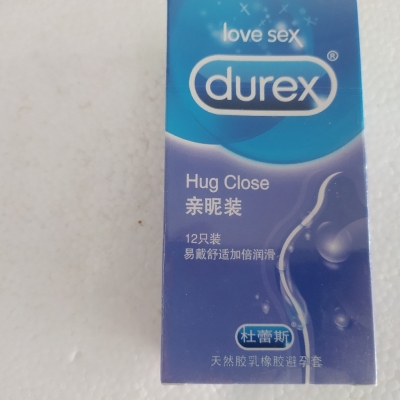 love sex
durex®
Hug Close
亲昵装
12只装
易戴舒适加倍润滑
杜蕾斯
天然胶乳橡胶避孕套